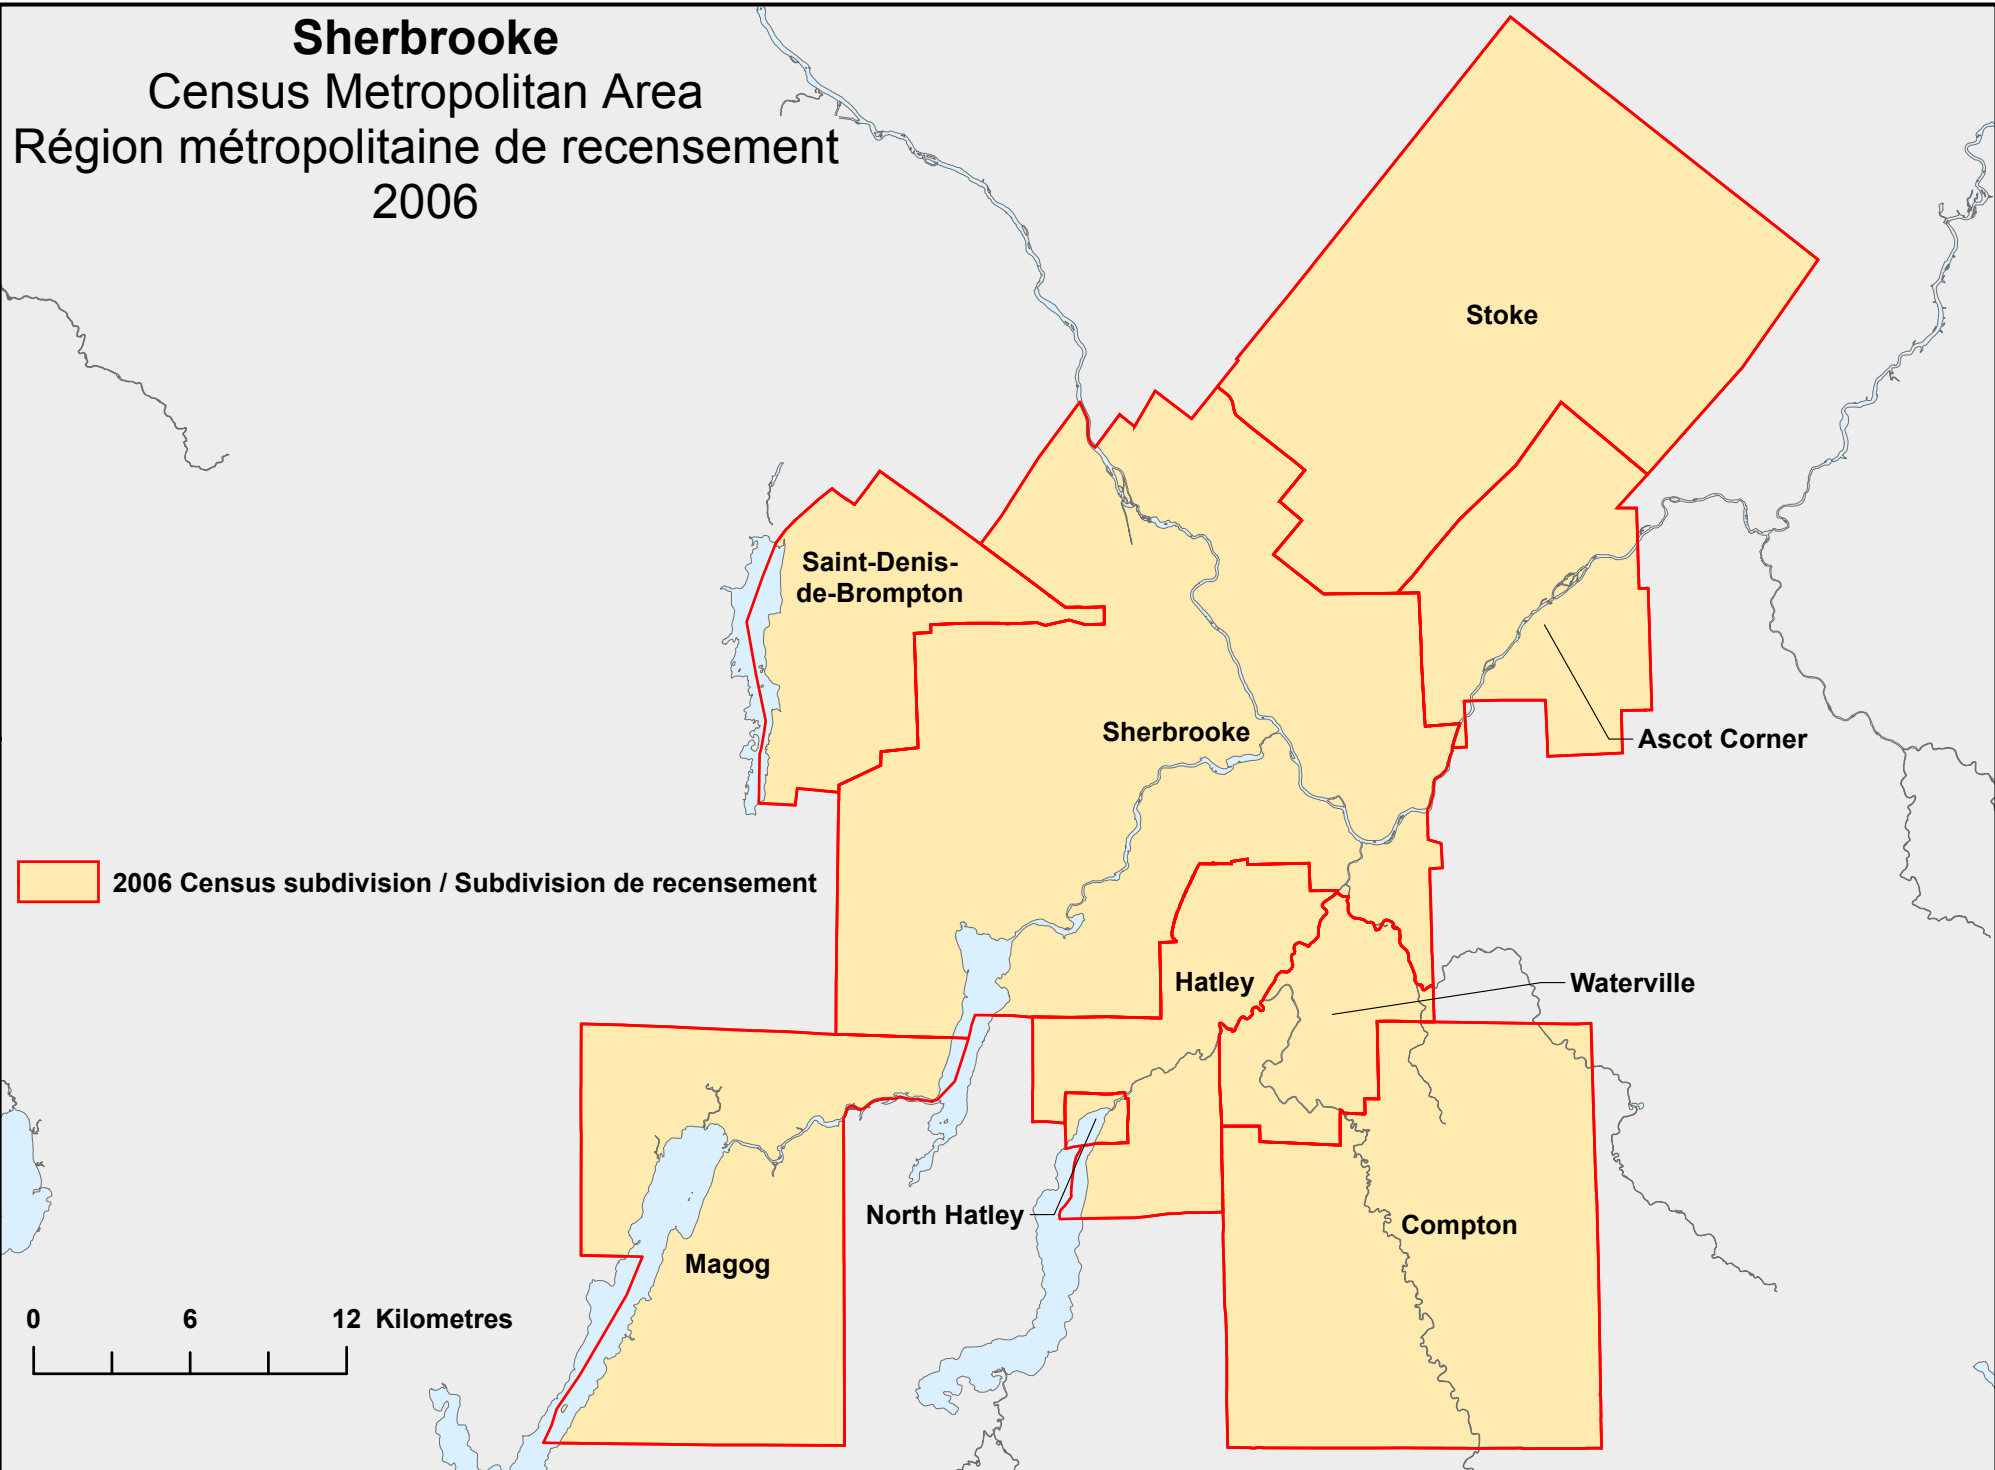 Sherbrooke
Census Metropolitan Area
Région métropolitaine de recensement
2006
Stoke
Saint-Denis-
de-Brompton
Sherbrooke
Ascot Corner
2006 Census subdivision / Subdivision de recensement
Hatley
Waterville
North Hatley
Compton
Magog
0 6 12 Kilometres